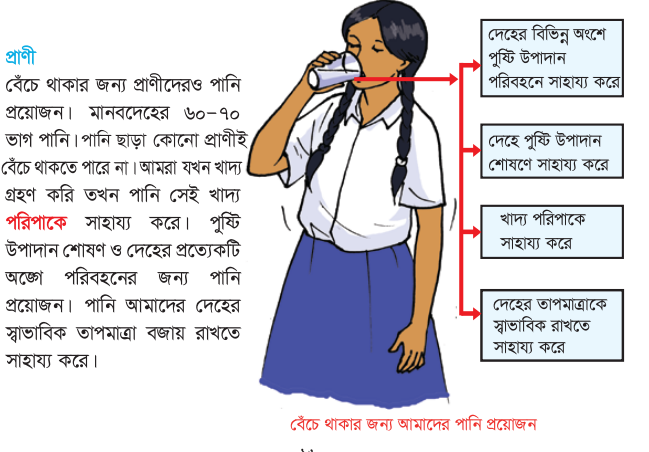 প্রাণী
বেঁচে থাকার জন্য প্রাণীদেরও পানি
প্রয়োজন। মানবদেহের ৬০–৭০
ভাগ পানি। পানি ছাড়া কোনো প্রাণীই
বেঁচে থাকতে পারে না। আমরা যখন খাদ্য
গ্রহণ করি তখন পানি সেই খাদ্য
পরিপাকে সাহায্য করে। পুষ্টি
উপাদান শোষণ ও দেহের প্রত্যেকটি
অঙ্গে পরিবহনের জন্য পানি
প্রয়োজন। পানি আমাদের দেহের
স্বাভাবিক তাপমাত্রা বজায় রাখতে
সাহায্য করে।
দেহের বিভিন্ন অংশে
পুষ্টি উপাদান
পরিবহনে সাহায্য করে
দেহে পুষ্টি উপাদান
শোষণে সাহায্য করে
খাদ্য পরিপাকে
সাহায্য করে
দেহের তাপমাত্রাকে
স্বাভাবিক রাখতে
সাহায্য করে
বেঁচে থাকার জন্য আমাদের পানি প্রয়োজন